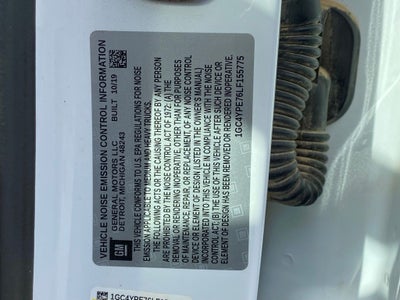 VEHICLE NOISE EMISSION CONTROL INFORMATION
GM
GENERAL MOTORS LLC
DETROIT, MICHIGAN 48243
BUILT 10/19
THIS VEHICLE CONFORMS TO U.S. EPA REGULATIONS FOR NOISE
EMISSION APPLICABLE TO MEDIUM AND HEAVY TRUCKS.
THE FOLLOWING ACTS OR THE CAUSING THEREOF BY ANY PERSON
ARE PROHIBITED BY THE NOISE CONTROL ACT OF 1972: (A) THE
REMOVAL OR RENDERING INOPERATIVE, OTHER THAN FOR PURPOSES
OF MAINTENANCE, REPAIR, OR REPLACEMENT, OF ANY NOISE CONTROL
DEVICE OR ELEMENT OF DESIGN (LISTED IN THE OWNER'S MANUAL)
INCORPORATED INTO THIS VEHICLE IN COMPLIANCE WITH THE NOISE
CONTROL ACT; (B) THE USE OF THIS VEHICLE AFTER SUCH DEVICE OR
ELEMENT OF DESIGN HAS BEEN REMOVED OR RENDERED INOPERATIVE.
1GC4YPE76LF155775